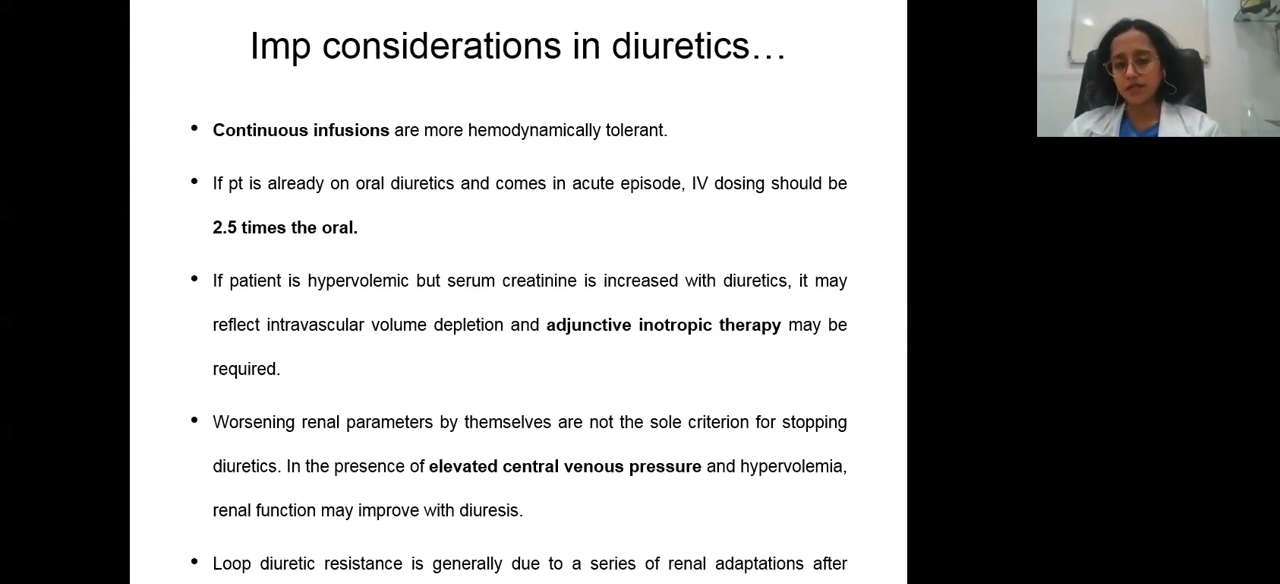 Imp considerations in diuretics…
• Continuous infusions are more hemodynamically tolerant.
• If pt is already on oral diuretics and comes in acute episode, IV dosing should be
2.5 times the oral.
• If patient is hypervolemic but serum creatinine is increased with diuretics, it may
reflect intravascular volume depletion and adjunctive inotropic therapy may be
required.
• Worsening renal parameters by themselves are not the sole criterion for stopping
diuretics. In the presence of elevated central venous pressure and hypervolemia,
renal function may improve with diuresis.
• Loop diuretic resistance is generally due to a series of renal adaptations after